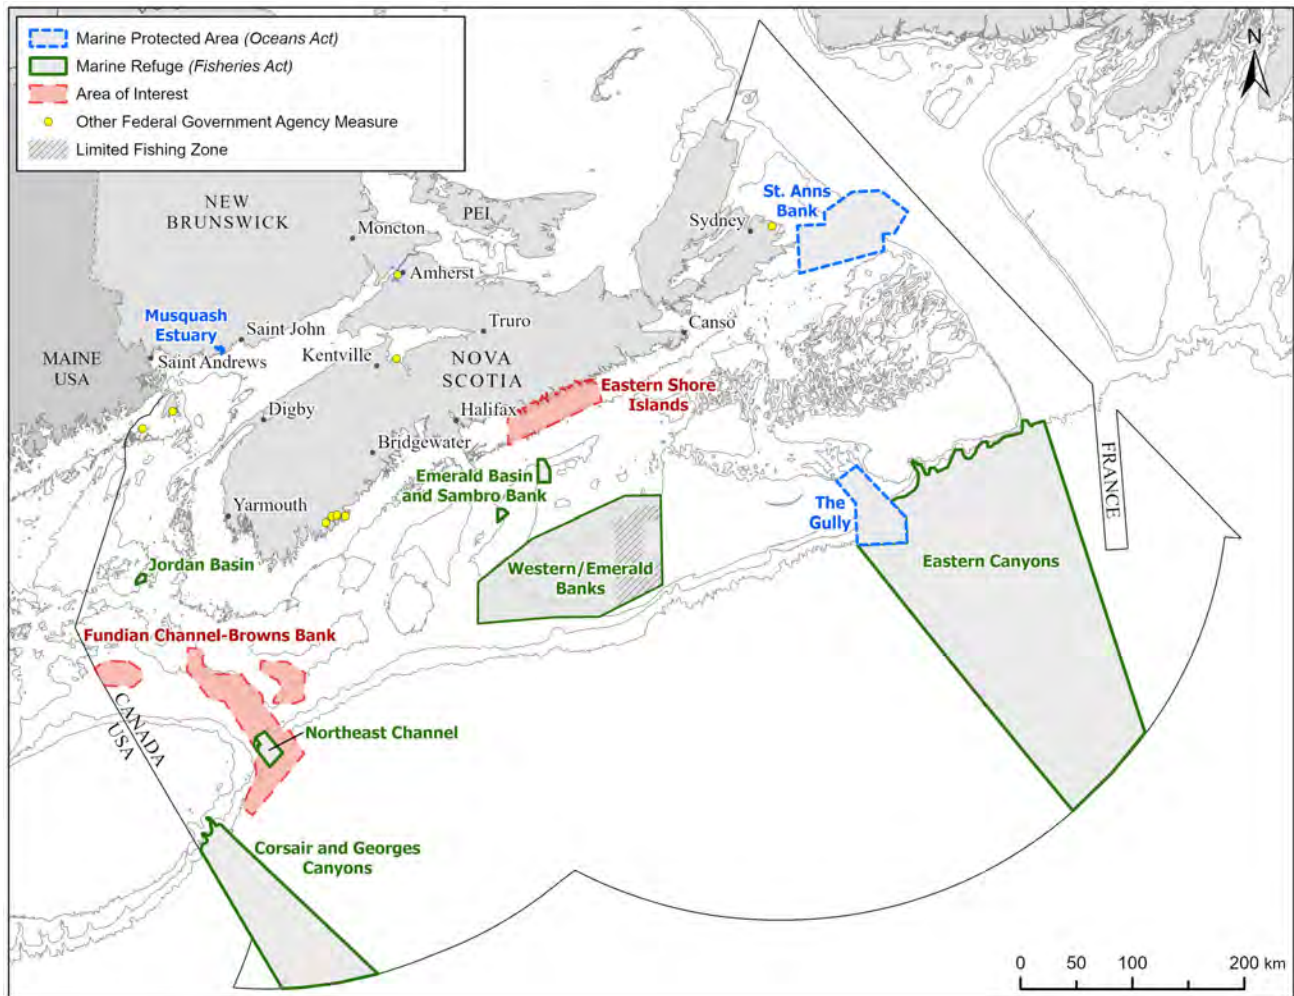 Marine Protected Area (Oceans Act)
Marine Refuge (Fisheries Act)
Area of Interest
Other Federal Government Agency Measure
Limited Fishing Zone
N
NEW
BRUNSWICK
PEI
Moncton
Sydney
St. Anns
Bank
Amherst
Musquash
Estuary
Saint John
Truro
Canso
MAINE
USA
Saint Andrews
Kentville
NOVA
SCOTIA
Eastern Shore
Islands
Digby
Halifax
Bridgewater
FRANCE
Emerald Basin
and Sambro Bank
Yarmouth
The
Gully
Jordan Basin
Western/Emerald
Banks
Eastern Canyons
Fundian Channel-Browns Bank
CANADA
USA
Northeast Channel
Corsair and Georges
Canyons
0 50 100 200 km